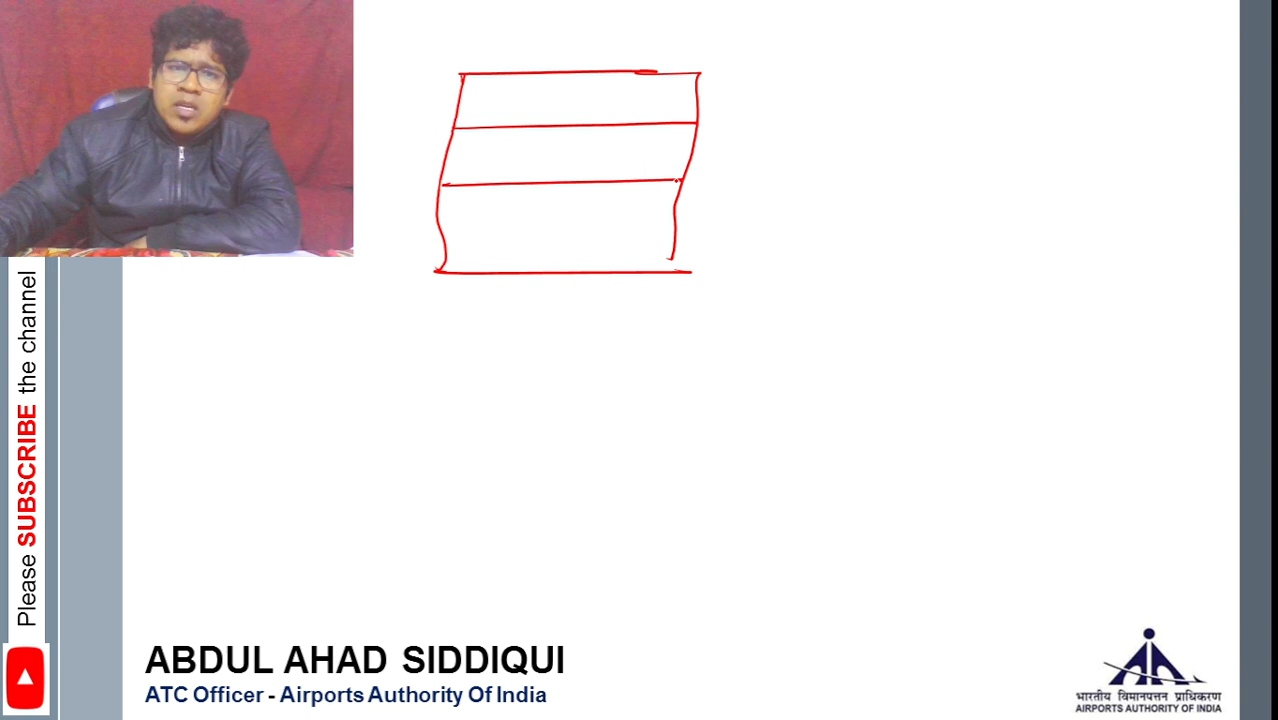 Please SUBSCRIBE the channel
ABDUL AHAD SIDDIQUI
ATC Officer - Airports Authority Of India
भारतीय विमानपत्तन प्राधिकरण
AIRPORTS AUTHORITY OF INDIA